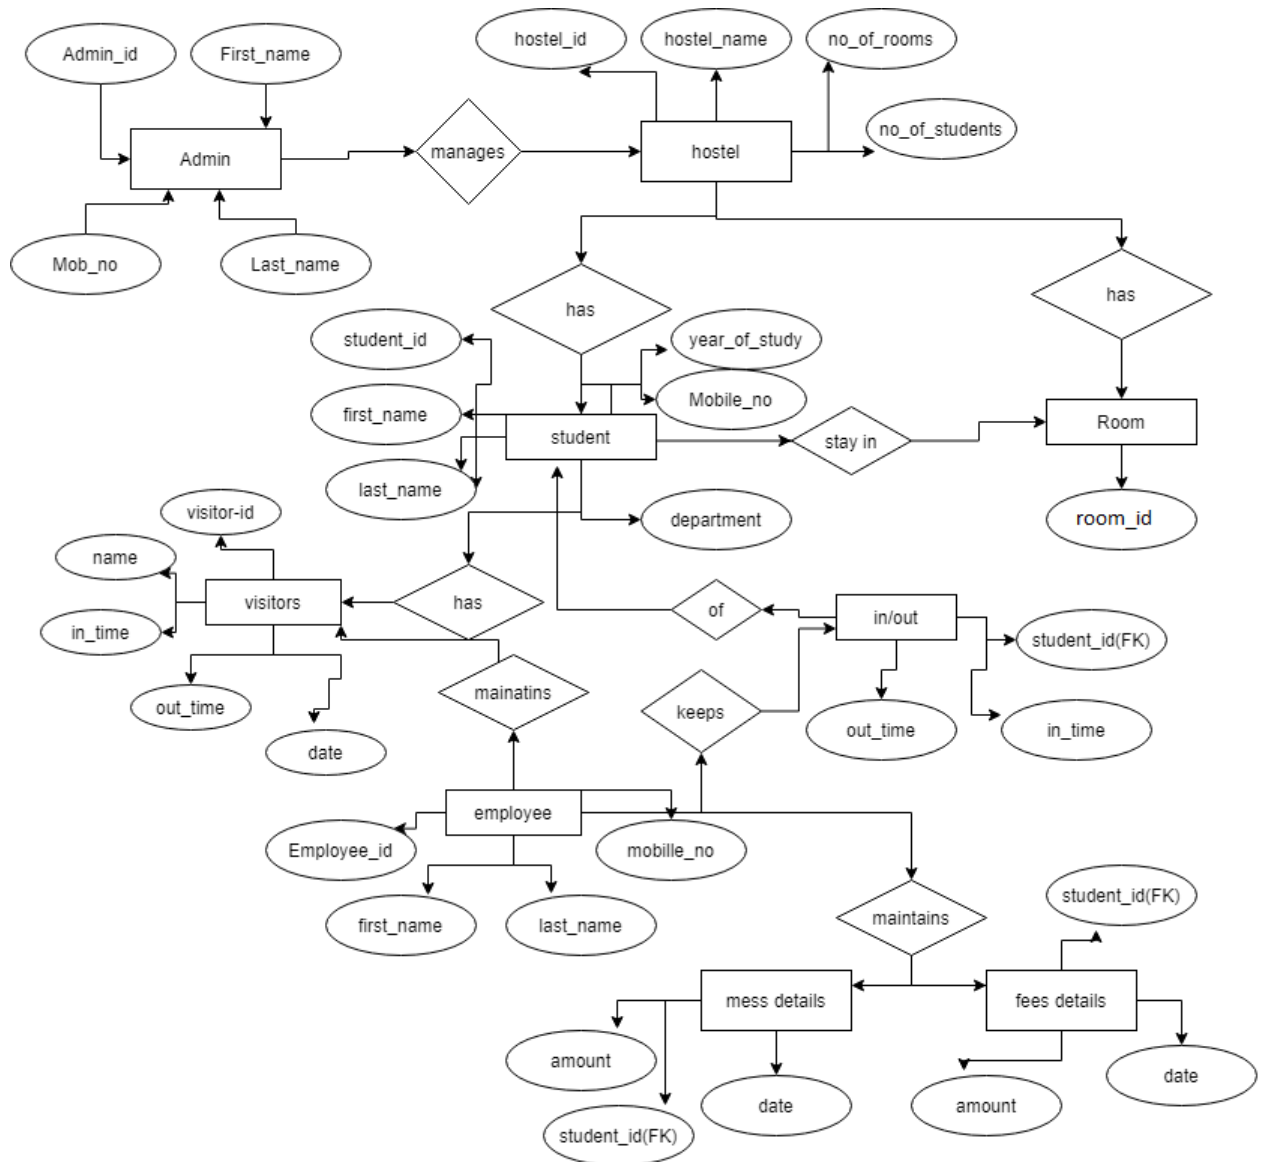 Admin_id
First_name
hostel_id
hostel_name
no_of_rooms
no_of_students
Admin
manages
hostel
Mob_no
Last_name
has
has
student_id
year_of_study
first_name
Mobile_no
student
stay in
Room
last_name
department
room_id
visitor-id
name
visitors
has
of
in/out
in_time
student_id(FK)
out_time
mainatins
keeps
out_time
in_time
date
employee
Employee_id
mobille_no
first_name
last_name
maintains
student_id(FK)
mess details
fees details
amount
date
student_id(FK)
amount
date